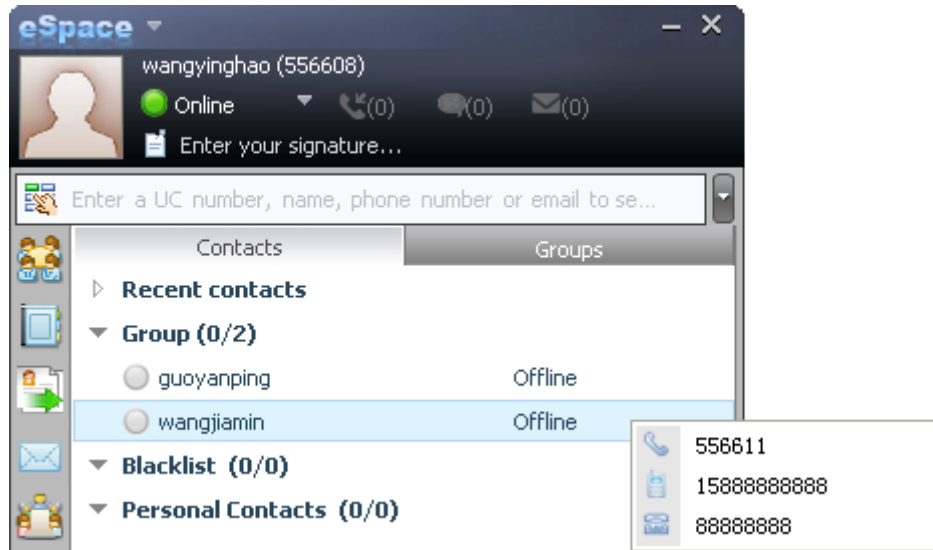 eSpace
wangyinghao (556608)
Online (0) (0) (0)
Enter your signature...
Enter a UC number, name, phone number or email to se...
Contacts Groups
Recent contacts
Group (0/2)
guoyanping Offline
wangjiamin Offline
556611
Blacklist (0/0)
15888888888
Personal Contacts (0/0)
88888888